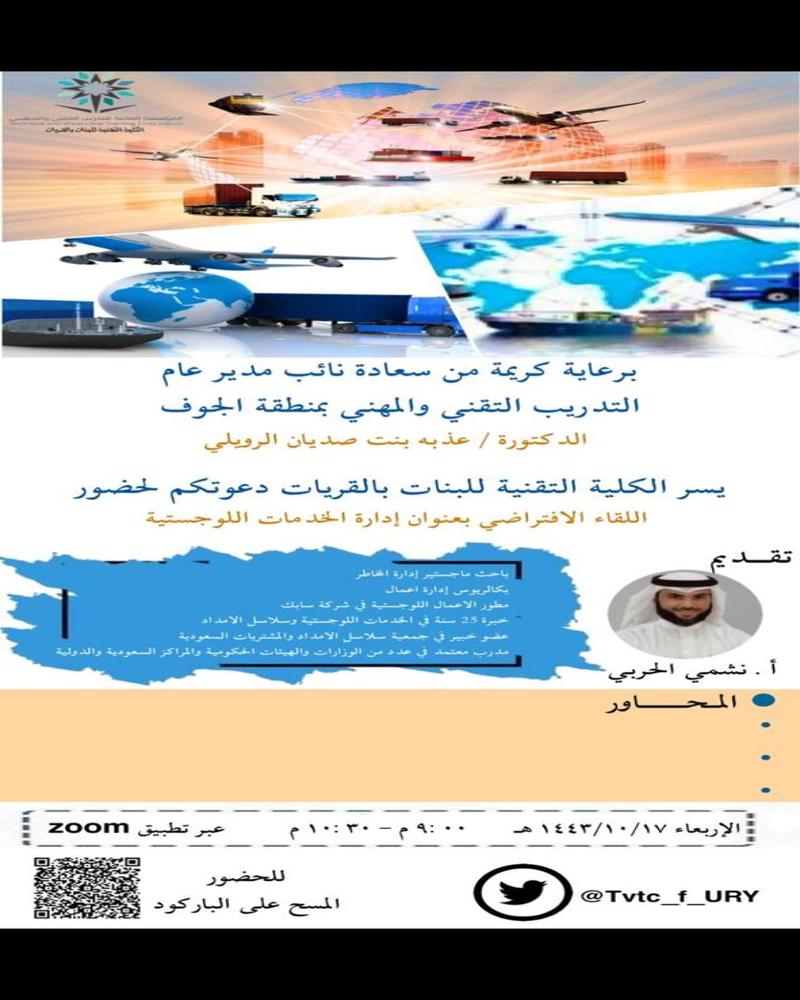 المؤسسة العامة للتدريب التقني والمهني
Technical and Vocational Training Corporation
الكلية التقنية للبنات بالقريات
برعاية كريمة من سعادة نائب مدير عام
التدريب التقني والمهني بمنطقة الجوف
الدكتورة / عذبه بنت صديان الرويلي
يسر الكلية التقنية للبنات بالقريات دعوتكم لحضور
اللقاء الافتراضي بعنوان إدارة الخدمات اللوجستية
تقـــديم
باحث ماجستير إدارة المخاطر
بكالريوس إدارة اعمال
مطور الاعمال اللوجستية في شركة سابك
خبرة 25 سنة في الخدمات اللوجستية وسلاسل الامداد
عضو خبير في جمعية سلاسل الامداد والمشتريات السعودية
مدرب معتمد في عدد من الوزارات والهيئات الحكومية والمراكز السعودية والدولية
أ . نشمي الحربي
المحـــــاور
الإربعاء ١٤٤٣/١٠/١٧ هـ ٩:٠٠ م – ١٠:٣٠ م عبر تطبيق zoom
للحضور
المسح على الباركود
@Tvtc_f_URY